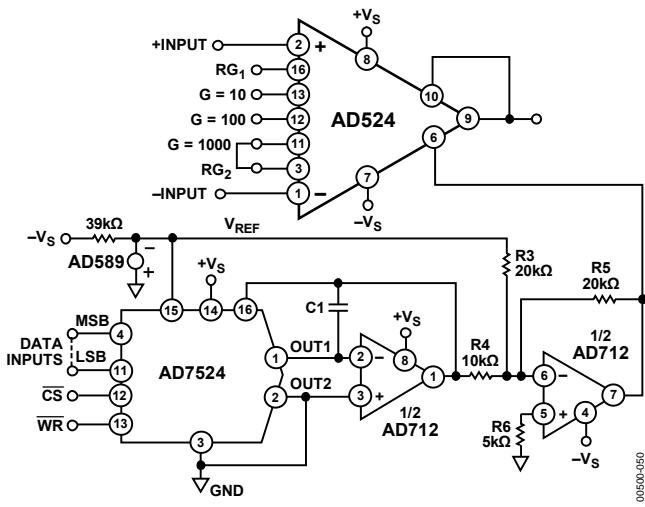 +VS
+INPUT
2
+
8
RG1
16
10
G = 10
13
G = 100
12
AD524
9
G = 1000
11
6
RG2
3
7
–INPUT
1
–
–VS
39kΩ
VREF
–VS
–
AD589
+
+VS
R3
20kΩ
R5
20kΩ
15
14
16
C1
MSB
4
+VS
1/2
AD712
DATA
INPUTS
OUT1
R4
10kΩ
LSB
1
2
–
8
11
AD7524
OUT2
1
6
–
7
CS
12
2
3
+
5
+
4
WR
13
1/2
AD712
R6
5kΩ
–VS
3
GND
00500-050